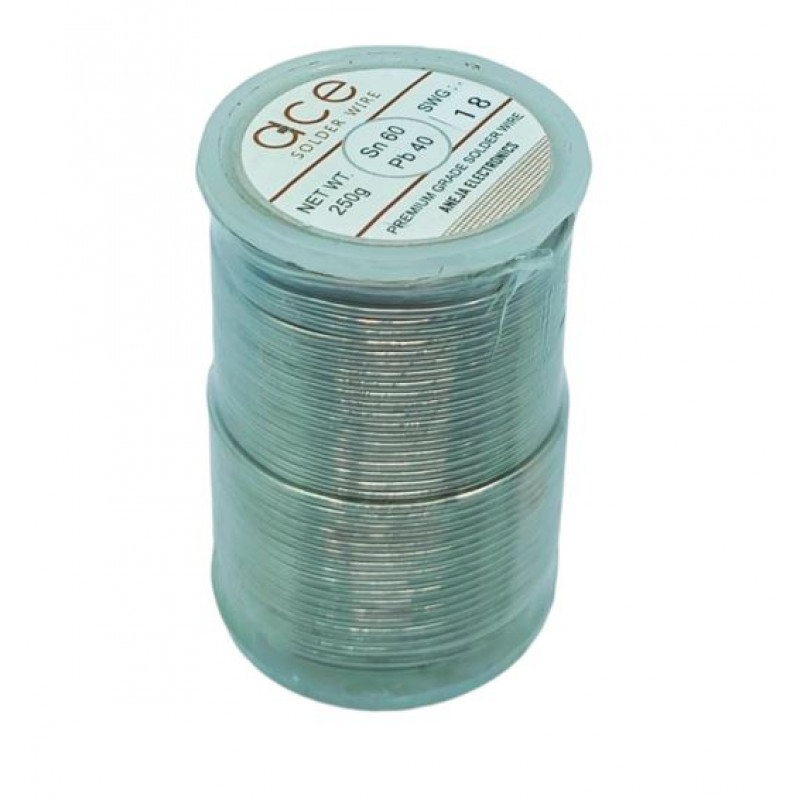 ace
SOLDER WIRE
NET WT.
250g
Sn 60
Pb 40
SWG :
18
PREMIUM GRADE SOLDER WIRE
ANEJA ELECTRONICS